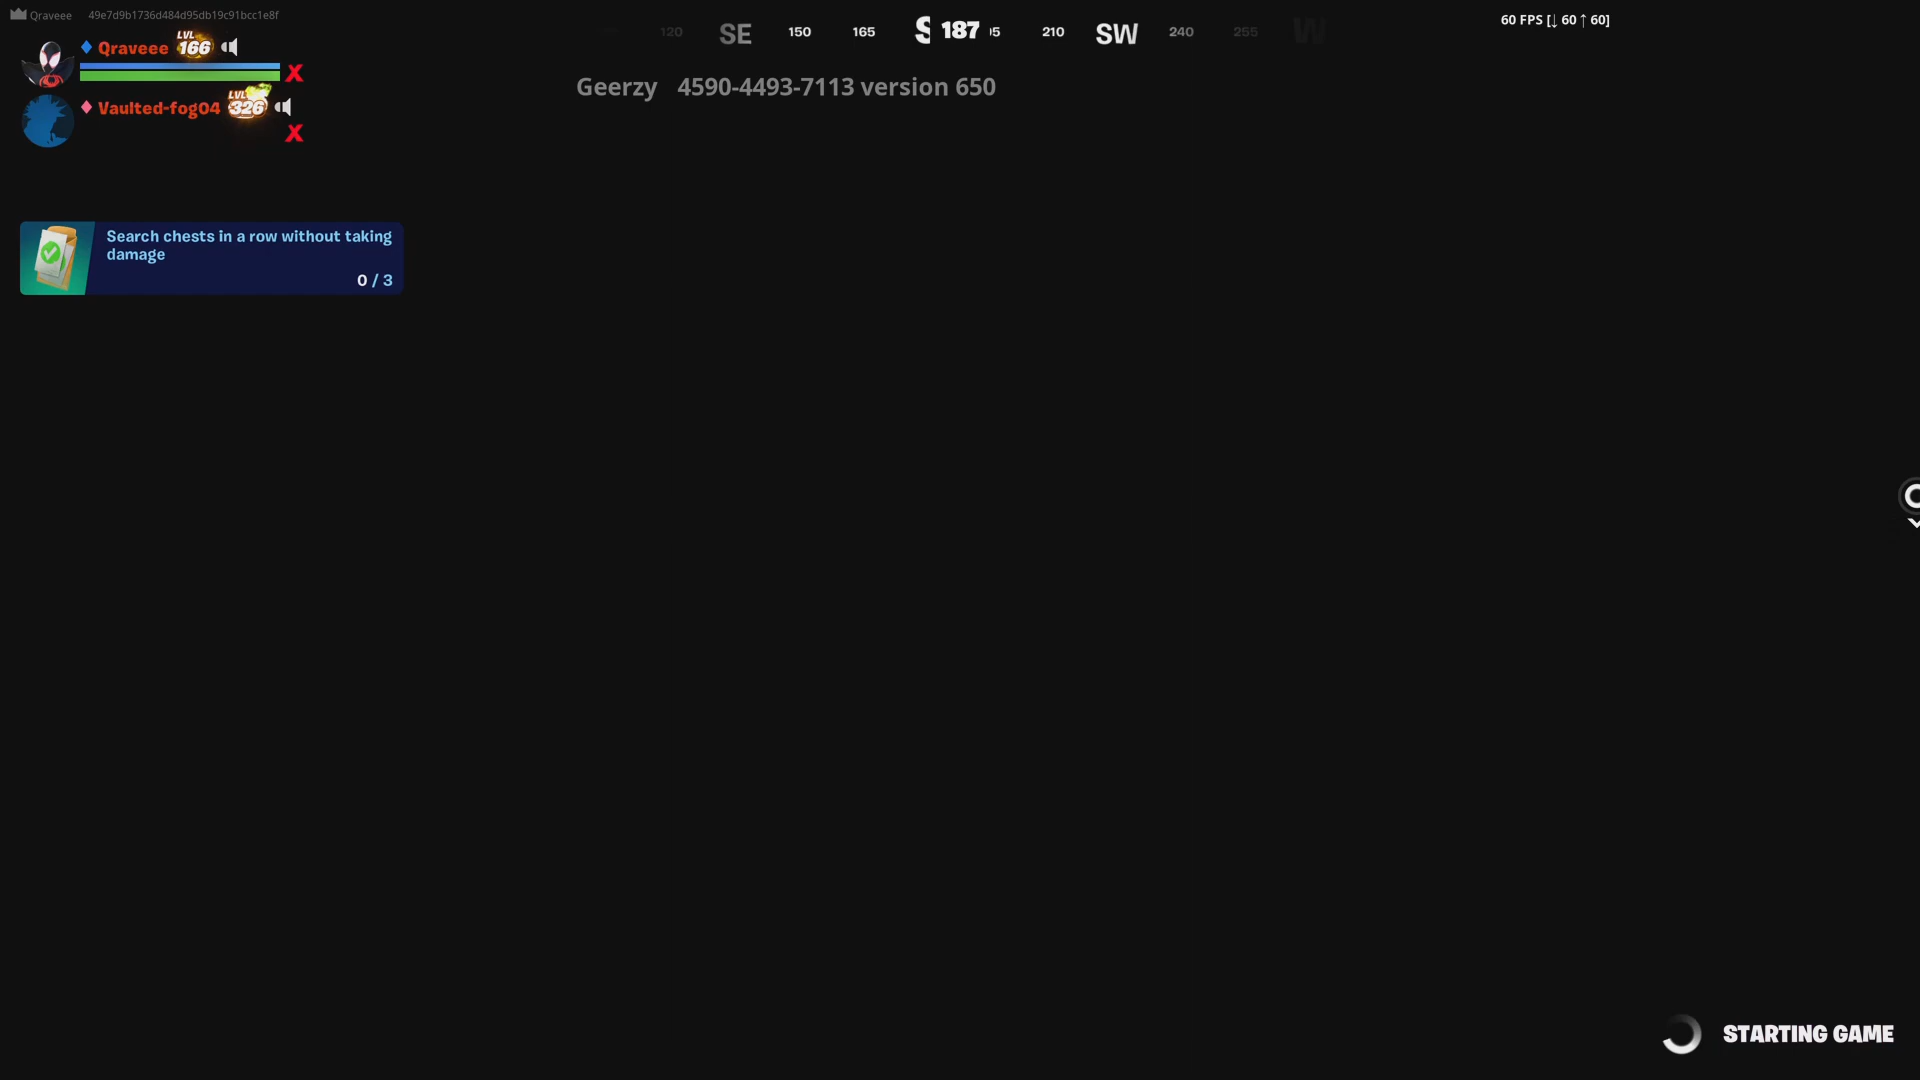 Qraveee 49e7d9b1736d484d95db19c91bcc1e8f
120 SE 150 165 S 187 210 SW 240 255 W
60 FPS [↓ 60 ↑ 60]
Qraveee LVL 166
X
Geerzy 4590-4493-7113 version 650
Vaulted-fog04 LVL 326
X
Search chests in a row without taking
damage
0 / 3
STARTING GAME